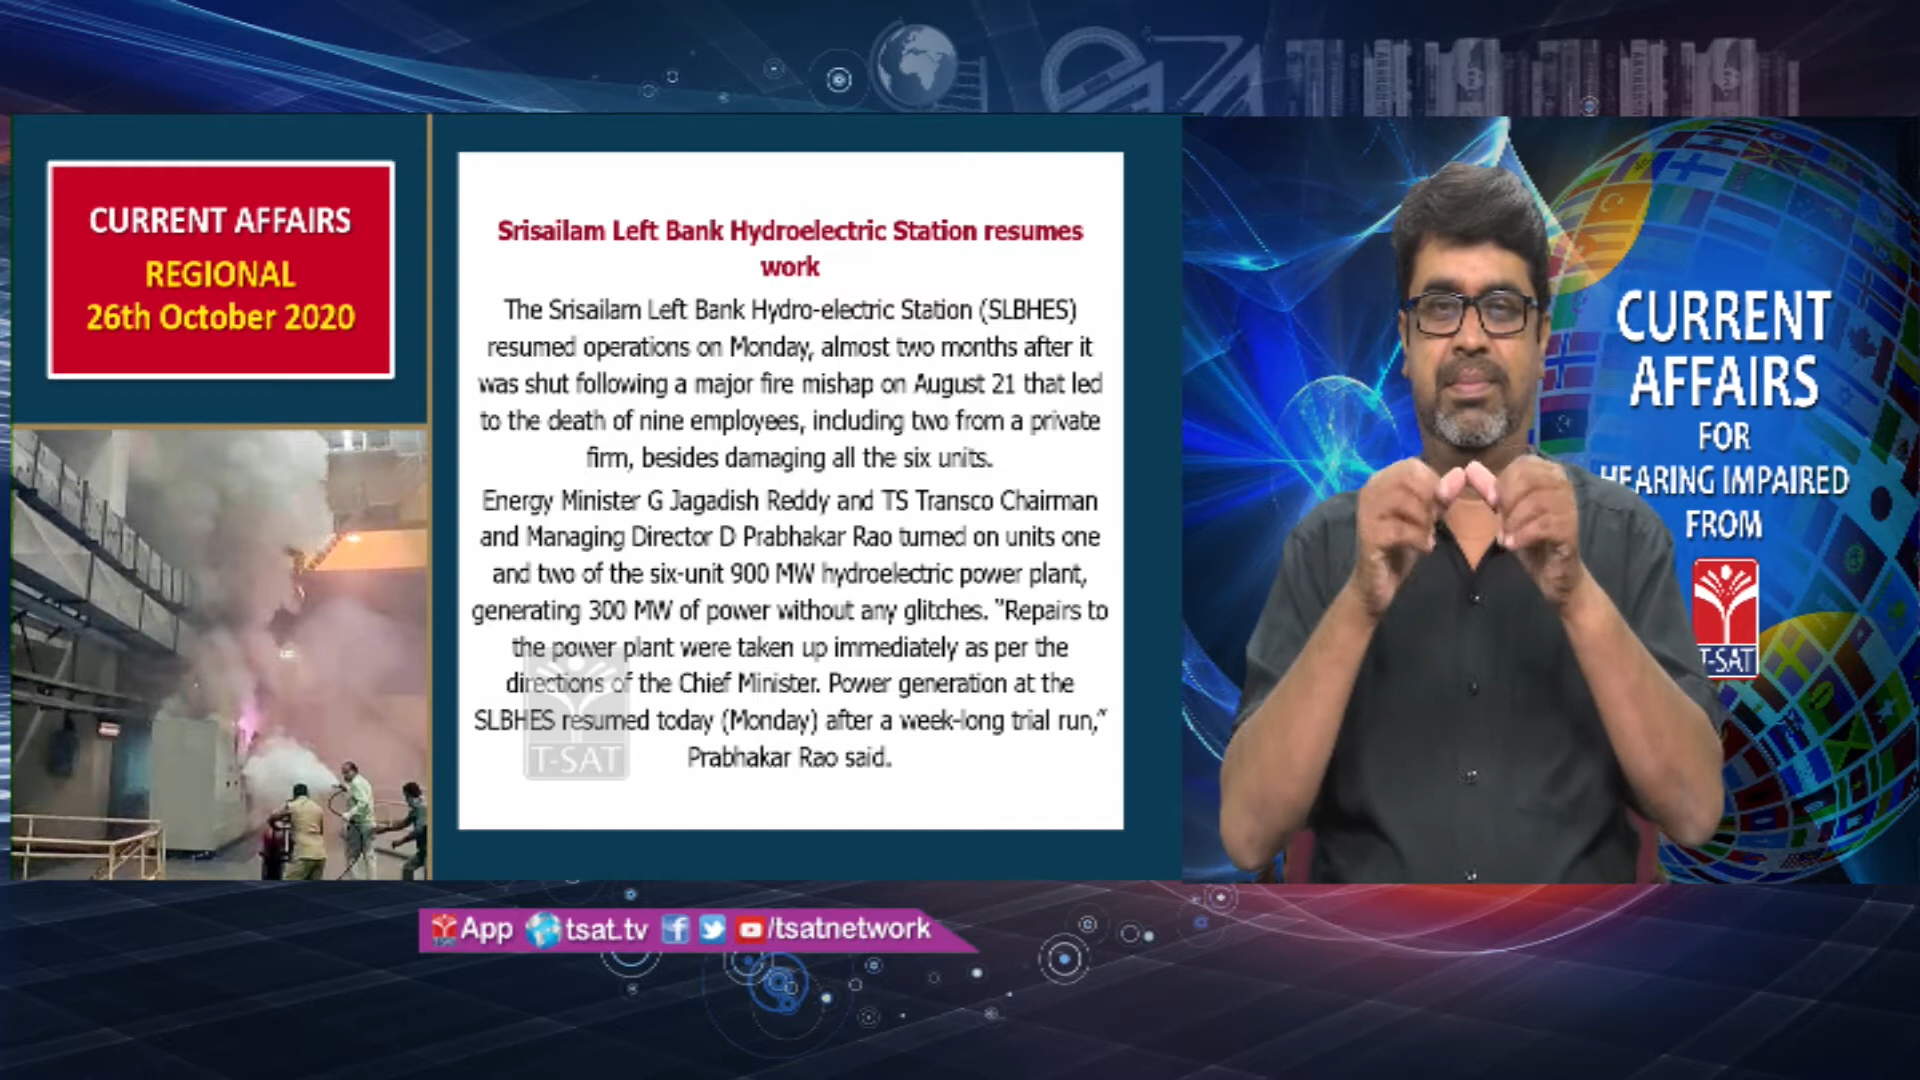 CURRENT AFFAIRS
REGIONAL
26th October 2020
Srisailam Left Bank Hydroelectric Station resumes
work
The Srisailam Left Bank Hydro-electric Station (SLBHES)
resumed operations on Monday, almost two months after it
was shut following a major fire mishap on August 21 that led
to the death of nine employees, including two from a private
firm, besides damaging all the six units.
Energy Minister G Jagadish Reddy and TS Transco Chairman
and Managing Director D Prabhakar Rao turned on units one
and two of the six-unit 900 MW hydroelectric power plant,
generating 300 MW of power without any glitches. "Repairs to
the power plant were taken up immediately as per the
directions of the Chief Minister. Power generation at the
SLBHES resumed today (Monday) after a week-long trial run,"
Prabhakar Rao said.
T-SAT
CURRENT
AFFAIRS
FOR
HEARING IMPAIRED
FROM
T-SAT
App tsat.tv /tsatnetwork